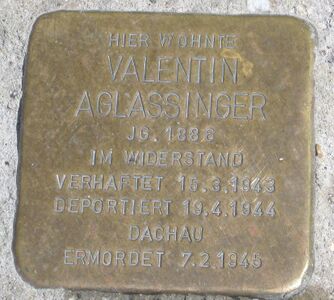 HIER WOHNTE
VALENTIN
AGLASSINGER
JG. 1888
IM WIDERSTAND
VERHAFTET 15.3.1943
DEPORTIERT 19.4.1944
DACHAU
ERMORDET 7.2.1945